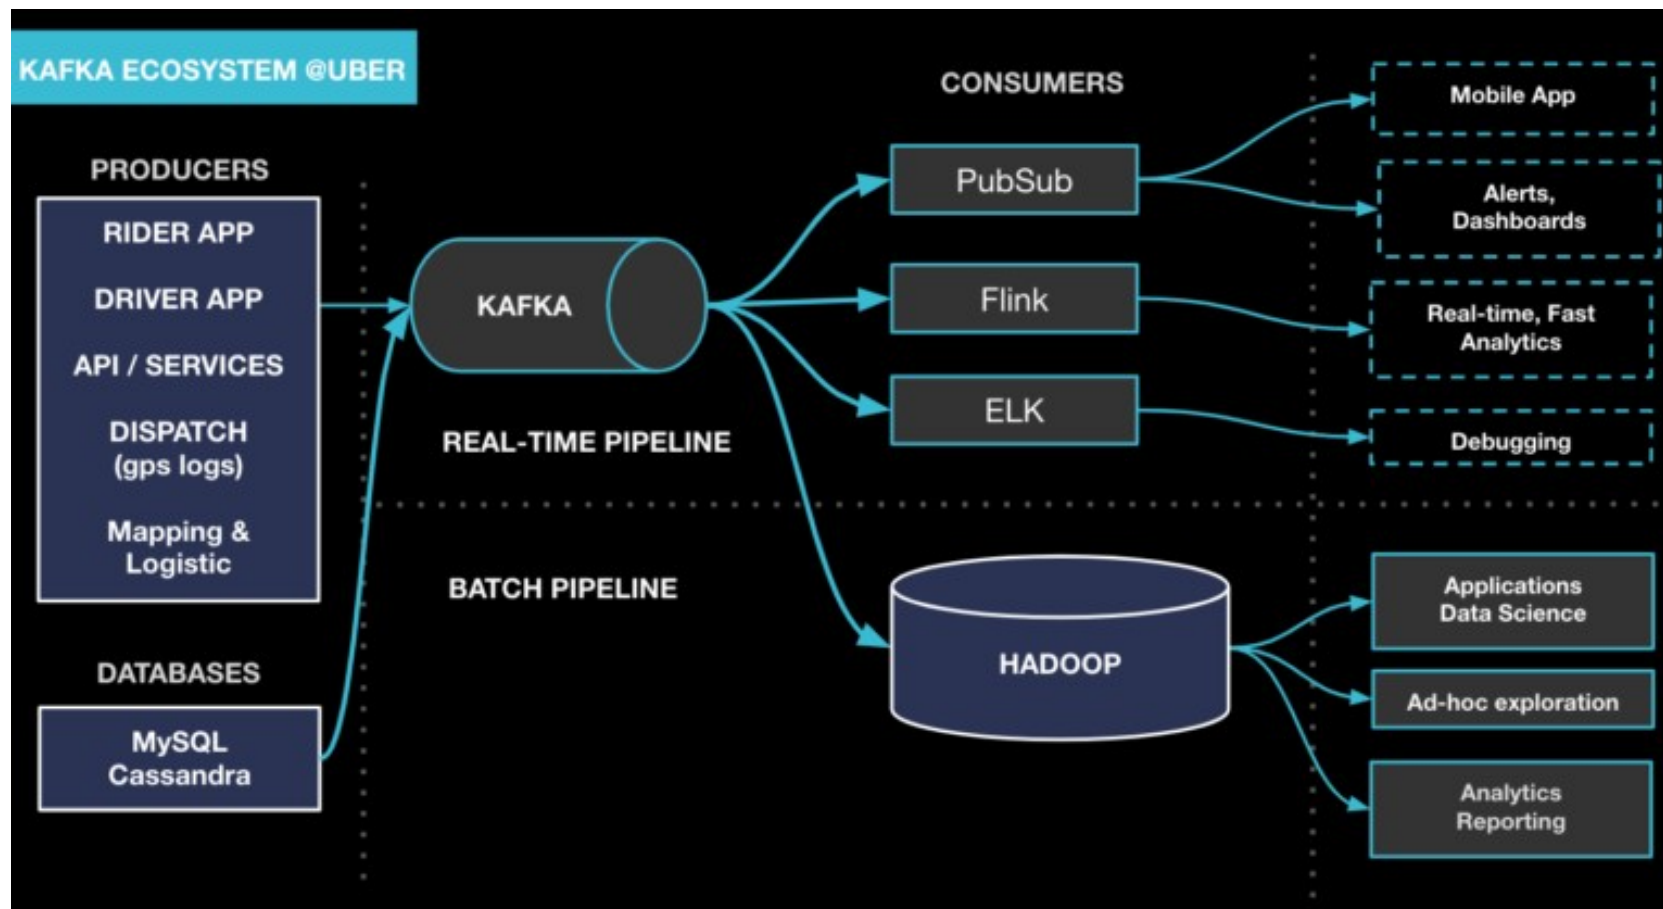 KAFKA ECOSYSTEM @UBER
PRODUCERS
RIDER APP
DRIVER APP
API / SERVICES
DISPATCH
(gps logs)
Mapping &
Logistic
DATABASES
MySQL
Cassandra
KAFKA
REAL-TIME PIPELINE
BATCH PIPELINE
CONSUMERS
PubSub
Flink
ELK
HADOOP
Mobile App
Alerts,
Dashboards
Real-time, Fast
Analytics
Debugging
Applications
Data Science
Ad-hoc exploration
Analytics
Reporting